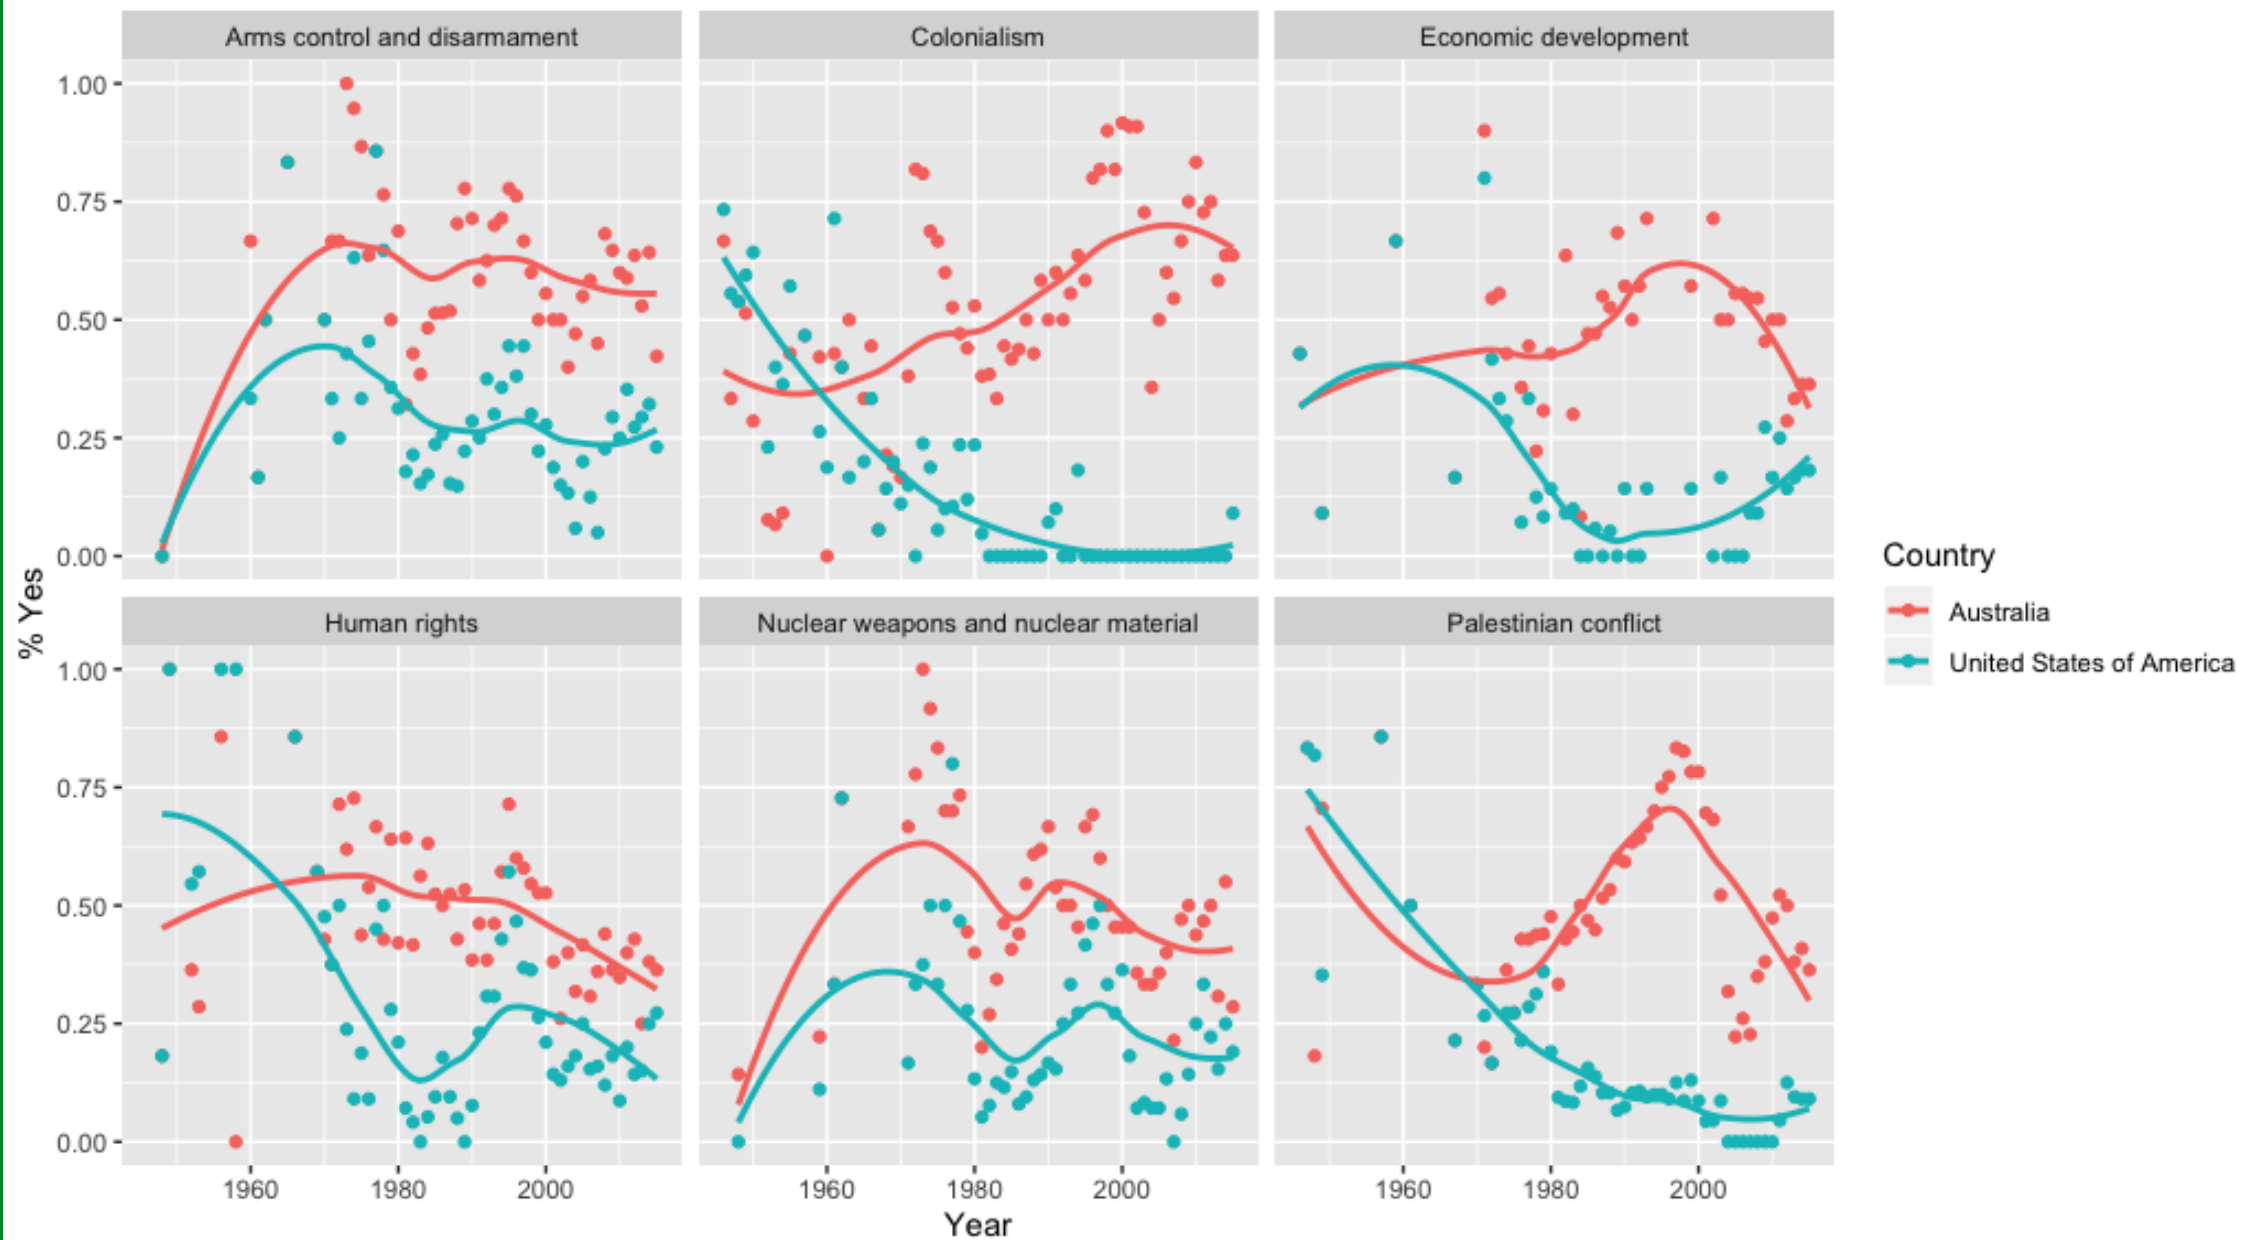 Arms control and disarmament
Colonialism
Economic development
1.00
0.75
0.50
0.25
0.00
% Yes
Human rights
Nuclear weapons and nuclear material
Palestinian conflict
1.00
0.75
0.50
0.25
0.00
1960 1980 2000
1960 1980 2000
1960 1980 2000
Year
Country
Australia
United States of America